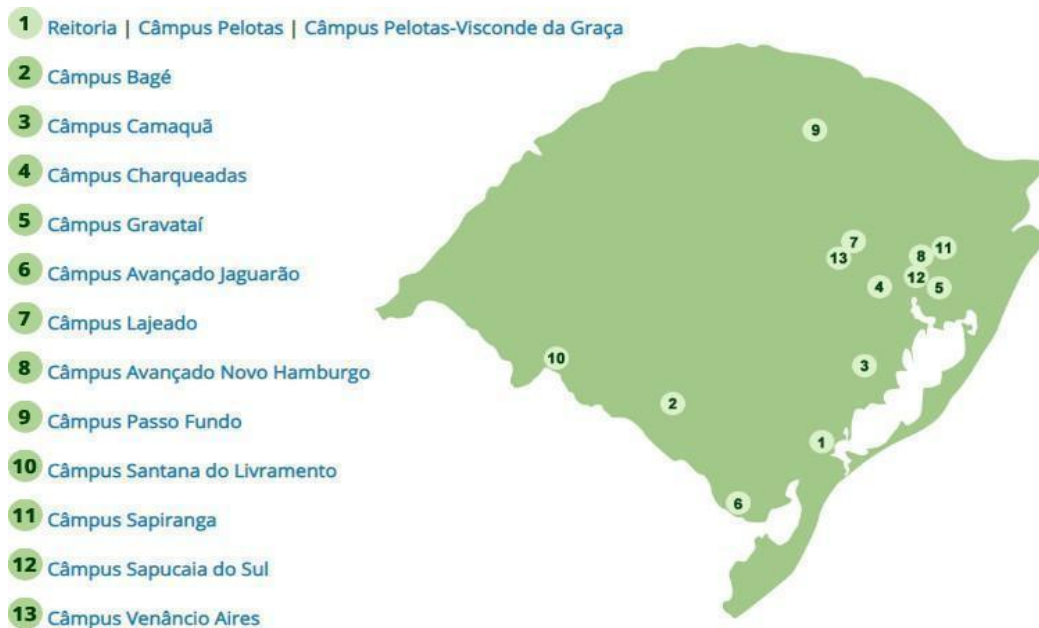 1 Reitoria | Câmpus Pelotas | Câmpus Pelotas-Visconde da Graça
2 Câmpus Bagé
3 Câmpus Camaquã
4 Câmpus Charqueadas
5 Câmpus Gravataí
6 Câmpus Avançado Jaguarão
7 Câmpus Lajeado
8 Câmpus Avançado Novo Hamburgo
9 Câmpus Passo Fundo
10 Câmpus Santana do Livramento
11 Câmpus Sapiranga
12 Câmpus Sapucaia do Sul
13 Câmpus Venâncio Aires
9
7
11
13
8
12
4
5
10
3
2
1
6